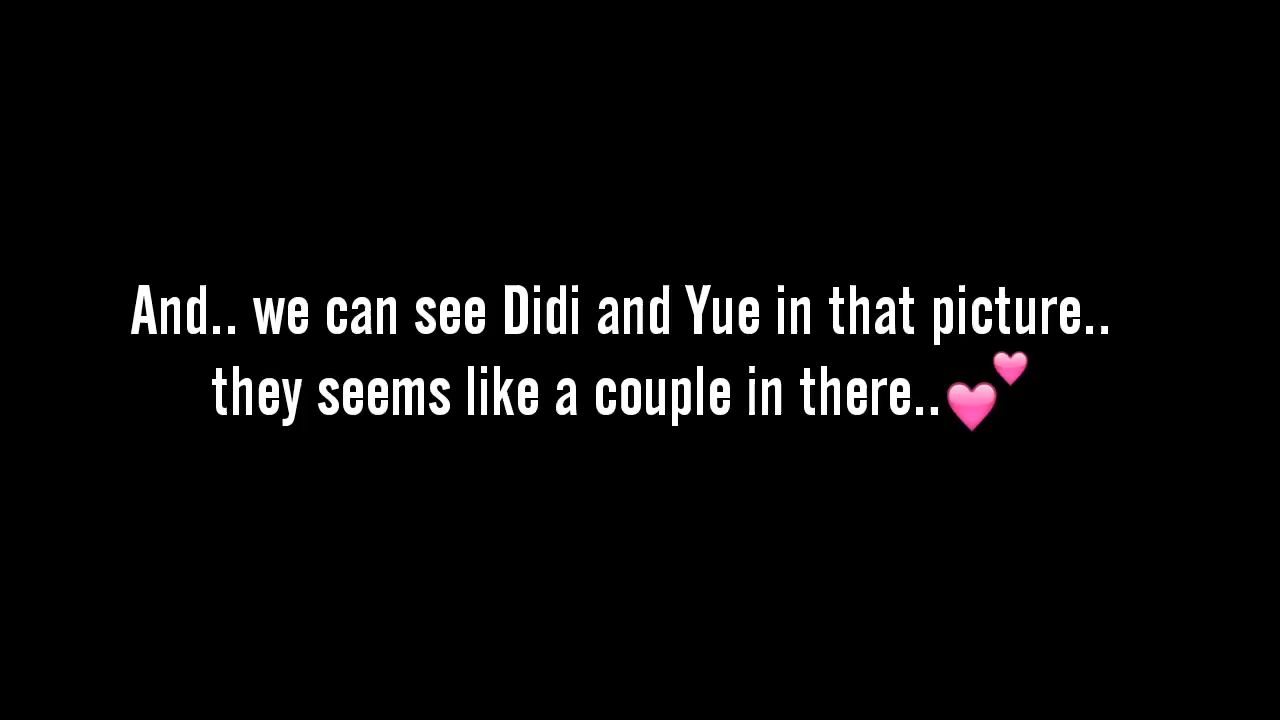 And.. we can see Didi and Yue in that picture..
they seems like a couple in there..💕